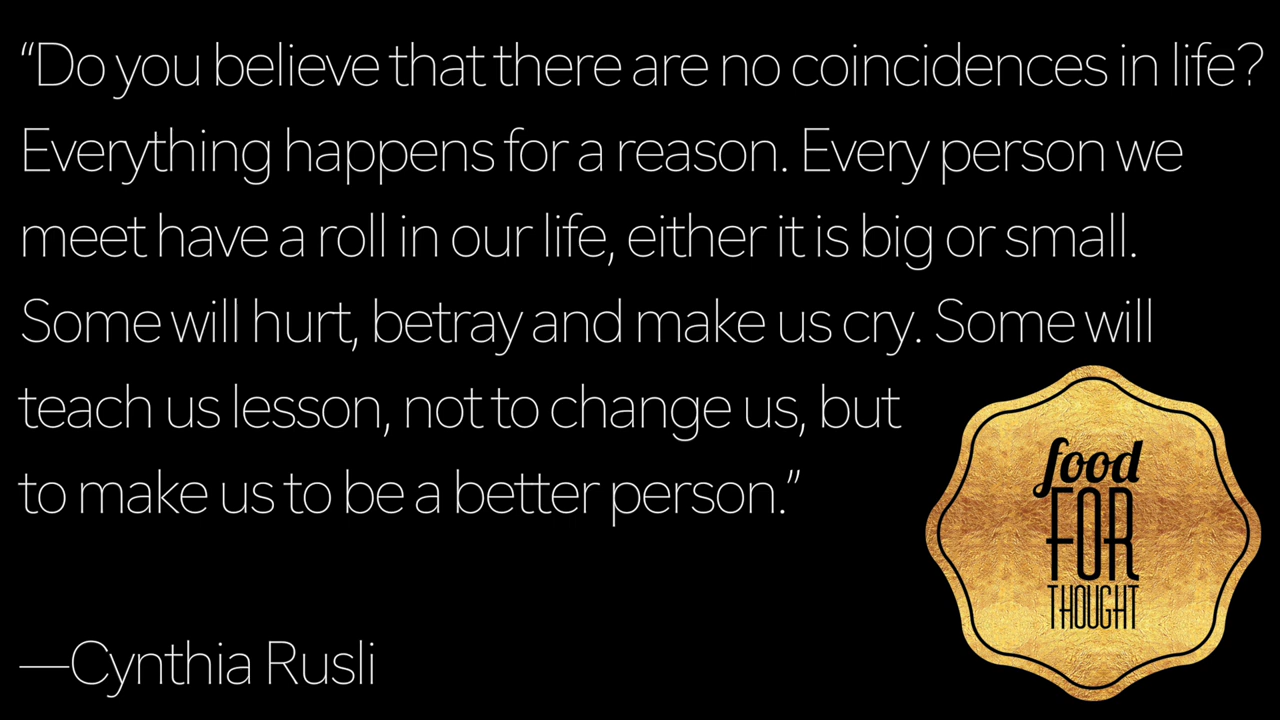 “Do you believe that there are no coincidences in life?
Everything happens for a reason. Every person we
meet have a roll in our life, either it is big or small.
Some will hurt, betray and make us cry. Some will
teach us lesson, not to change us, but
to make us to be a better person.”
—Cynthia Rusli
food
FOR
THOUGHT